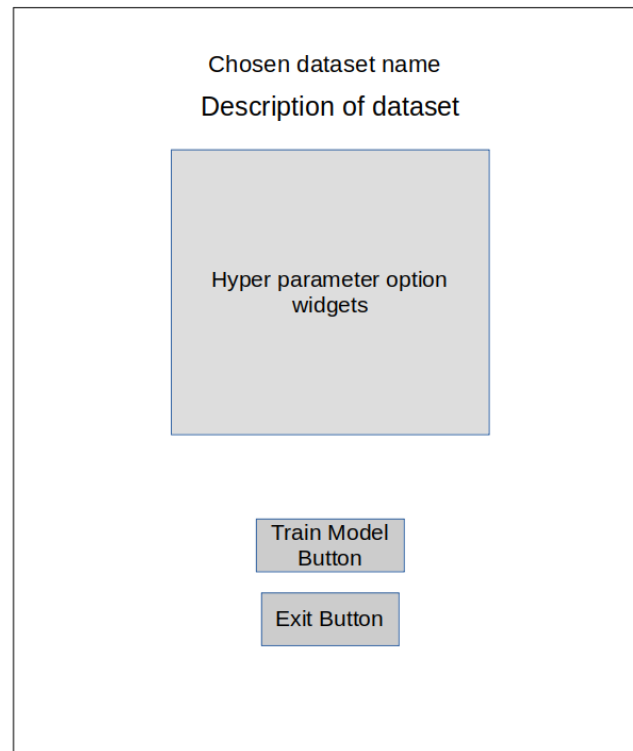 Chosen dataset name
Description of dataset
Hyper parameter option
widgets
Train Model
Button
Exit Button